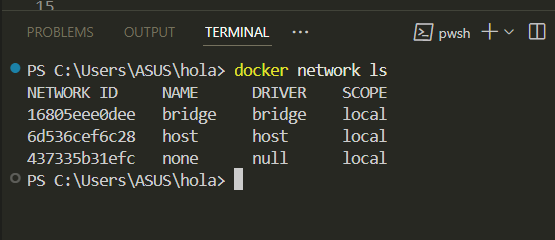 15
PROBLEMS OUTPUT TERMINAL ... pwsh
PS C:\Users\ASUS\hola> docker network ls
NETWORK ID NAME DRIVER SCOPE
16805eee0dee bridge bridge local
6d536cef6c28 host host local
437335b31efc none null local
PS C:\Users\ASUS\hola>